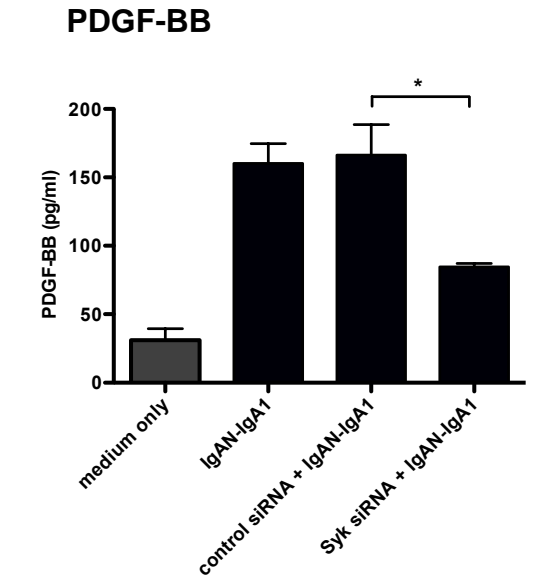 PDGF-BB
*
PDGF-BB (pg/ml)
200
150
100
50
0
medium only
IgAN-IgA1
control siRNA + IgAN-IgA1
Syk siRNA + IgAN-IgA1